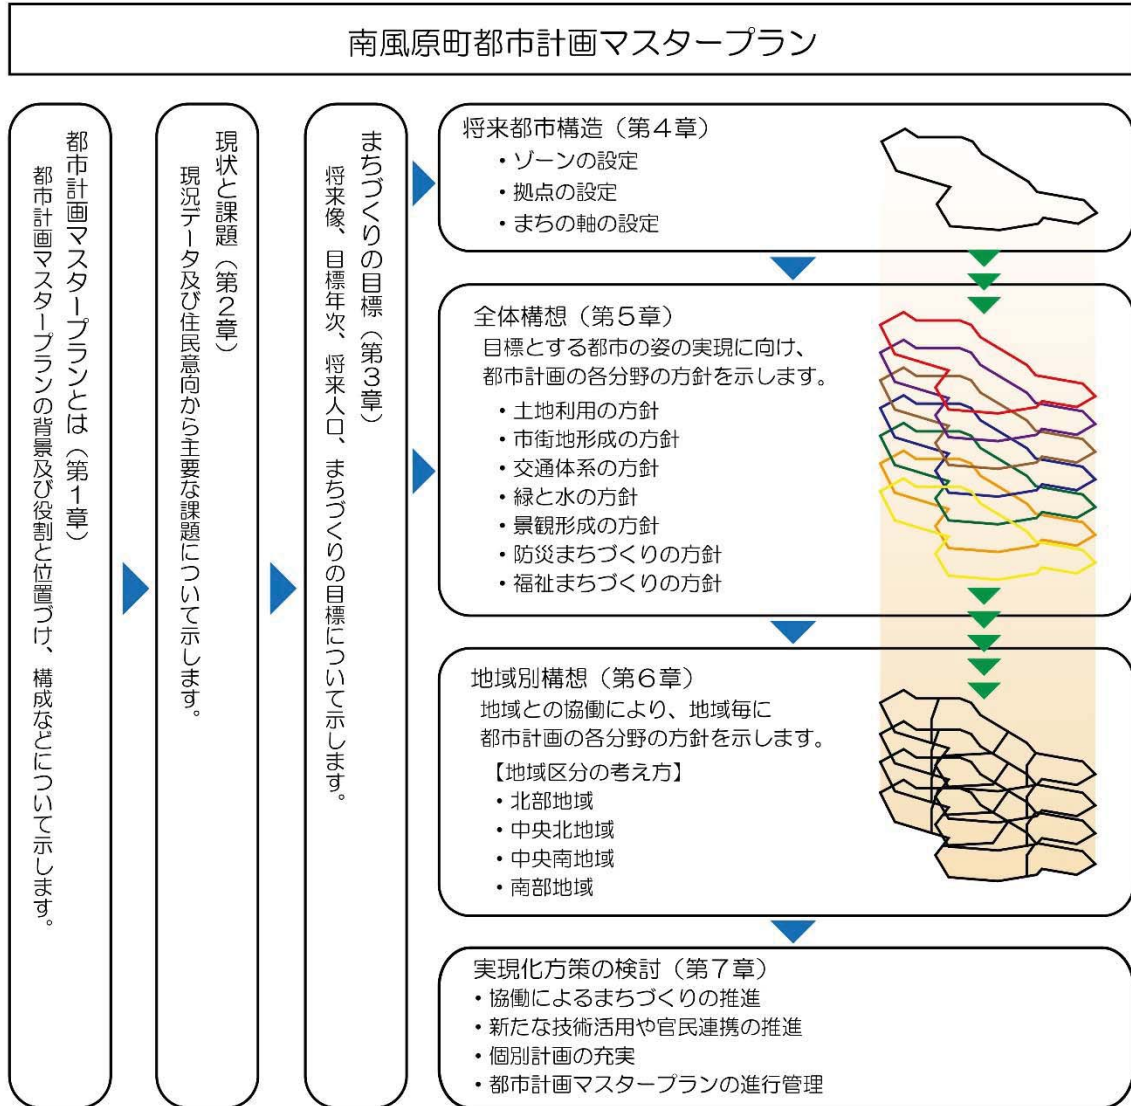 南風原町都市計画マスタープラン
都市計画マスタープランとは（第1章）
都市計画マスタープランの背景及び役割と位置づけ、構成などについて示します。
現状と課題（第2章）
現況データ及び住民意向から主要な課題について示します。
まちづくりの目標（第3章）
将来像、目標年次、将来人口、まちづくりの目標について示します。
将来都市構造（第4章）
・ゾーンの設定
・拠点の設定
・まちの軸の設定
全体構想（第5章）
目標とする都市の姿の実現に向け、
都市計画の各分野の方針を示します。
・土地利用の方針
・市街地形成の方針
・交通体系の方針
・緑と水の方針
・景観形成の方針
・防災まちづくりの方針
・福祉まちづくりの方針
地域別構想（第6章）
地域との協働により、地域毎に
都市計画の各分野の方針を示します。
【地域区分の考え方】
・北部地域
・中央北地域
・中央南地域
・南部地域
実現化方策の検討（第7章）
・協働によるまちづくりの推進
・新たな技術活用や官民連携の推進
・個別計画の充実
・都市計画マスタープランの進行管理